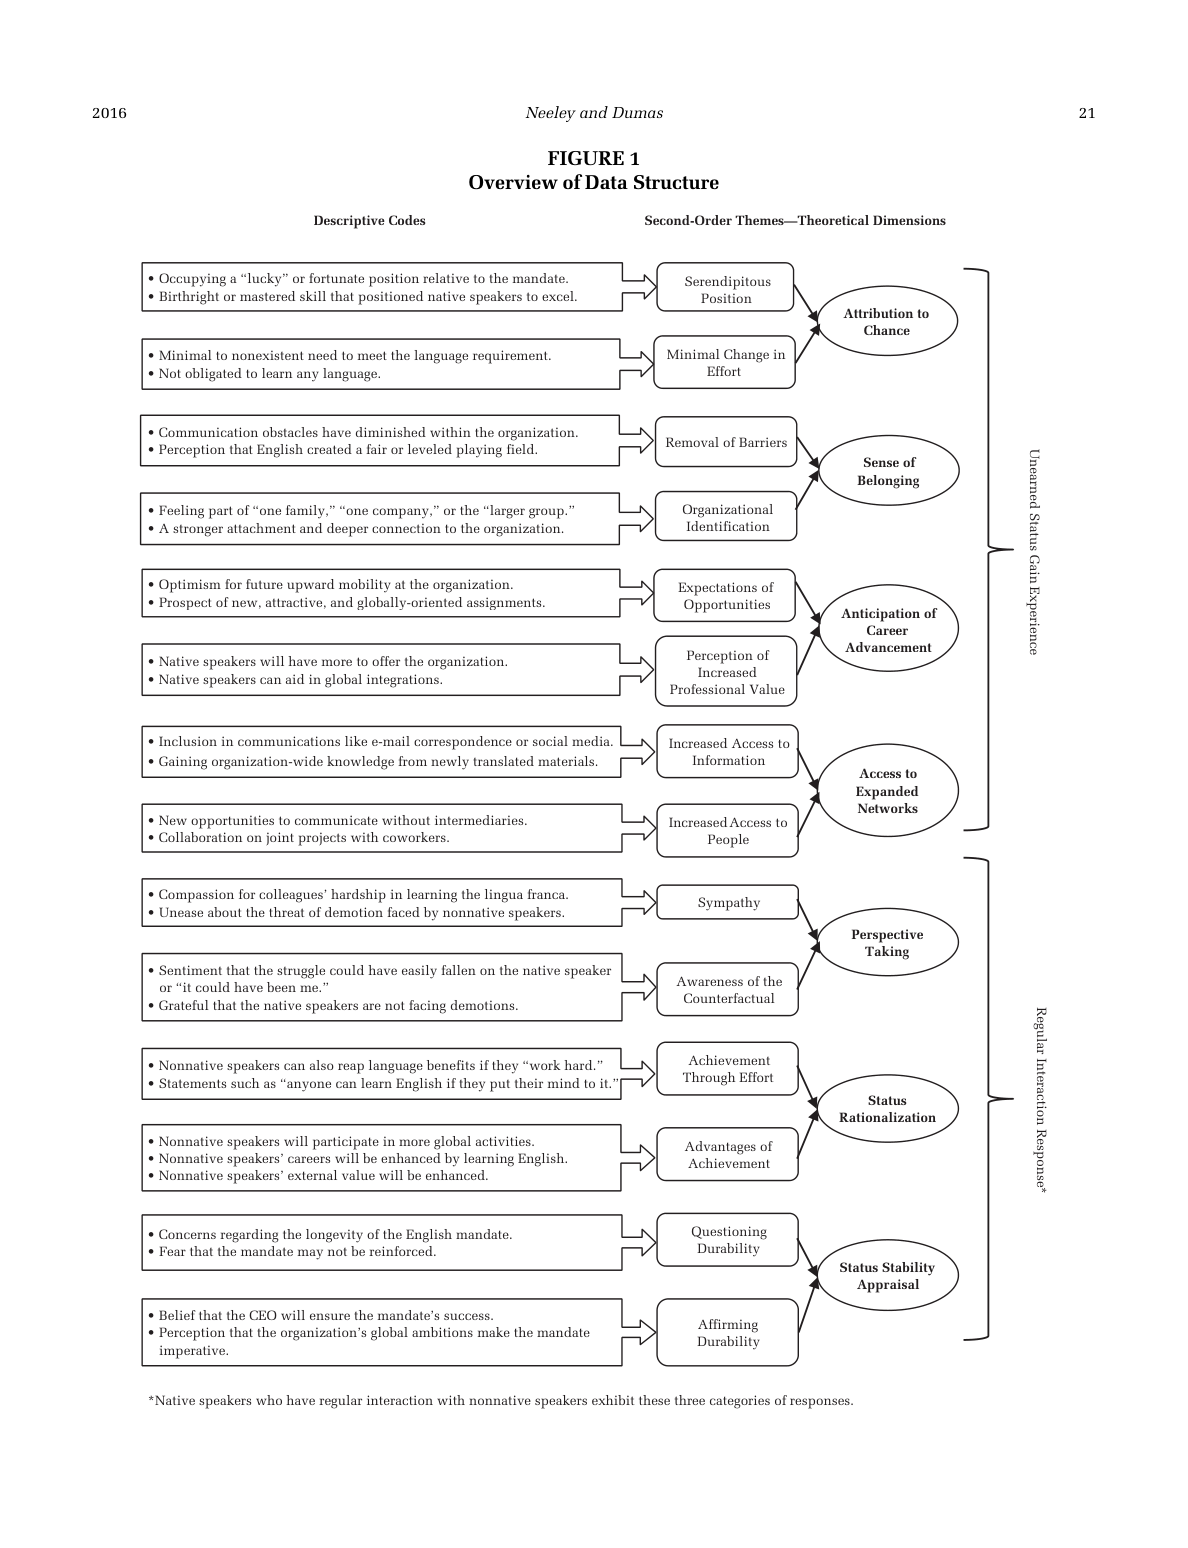 2016
Neeley and Dumas
21
FIGURE 1
Overview of Data Structure
Descriptive Codes
Second-Order Themes—Theoretical Dimensions
• Occupying a “lucky” or fortunate position relative to the mandate.
• Birthright or mastered skill that positioned native speakers to excel.
Serendipitous
Position
Attribution to
Chance
• Minimal to nonexistent need to meet the language requirement.
• Not obligated to learn any language.
Minimal Change in
Effort
• Communication obstacles have diminished within the organization.
• Perception that English created a fair or leveled playing field.
Removal of Barriers
Sense of
Belonging
• Feeling part of “one family,” “one company,” or the “larger group.”
• A stronger attachment and deeper connection to the organization.
Organizational
Identification
• Optimism for future upward mobility at the organization.
• Prospect of new, attractive, and globally-oriented assignments.
Expectations of
Opportunities
Anticipation of
Career
Advancement
• Native speakers will have more to offer the organization.
• Native speakers can aid in global integrations.
Perception of
Increased
Professional Value
• Inclusion in communications like e-mail correspondence or social media.
• Gaining organization-wide knowledge from newly translated materials.
Increased Access to
Information
Access to
Expanded
Networks
• New opportunities to communicate without intermediaries.
• Collaboration on joint projects with coworkers.
Increased Access to
People
Unearned Status Gain Experience
• Compassion for colleagues’ hardship in learning the lingua franca.
• Unease about the threat of demotion faced by nonnative speakers.
Sympathy
Perspective
Taking
• Sentiment that the struggle could have easily fallen on the native speaker
or “it could have been me.”
• Grateful that the native speakers are not facing demotions.
Awareness of the
Counterfactual
• Nonnative speakers can also reap language benefits if they “work hard.”
• Statements such as “anyone can learn English if they put their mind to it.”
Achievement
Through Effort
Status
Rationalization
• Nonnative speakers will participate in more global activities.
• Nonnative speakers’ careers will be enhanced by learning English.
• Nonnative speakers’ external value will be enhanced.
Advantages of
Achievement
• Concerns regarding the longevity of the English mandate.
• Fear that the mandate may not be reinforced.
Questioning
Durability
Status Stability
Appraisal
• Belief that the CEO will ensure the mandate’s success.
• Perception that the organization’s global ambitions make the mandate
imperative.
Affirming
Durability
Regular Interaction Response*
*Native speakers who have regular interaction with nonnative speakers exhibit these three categories of responses.